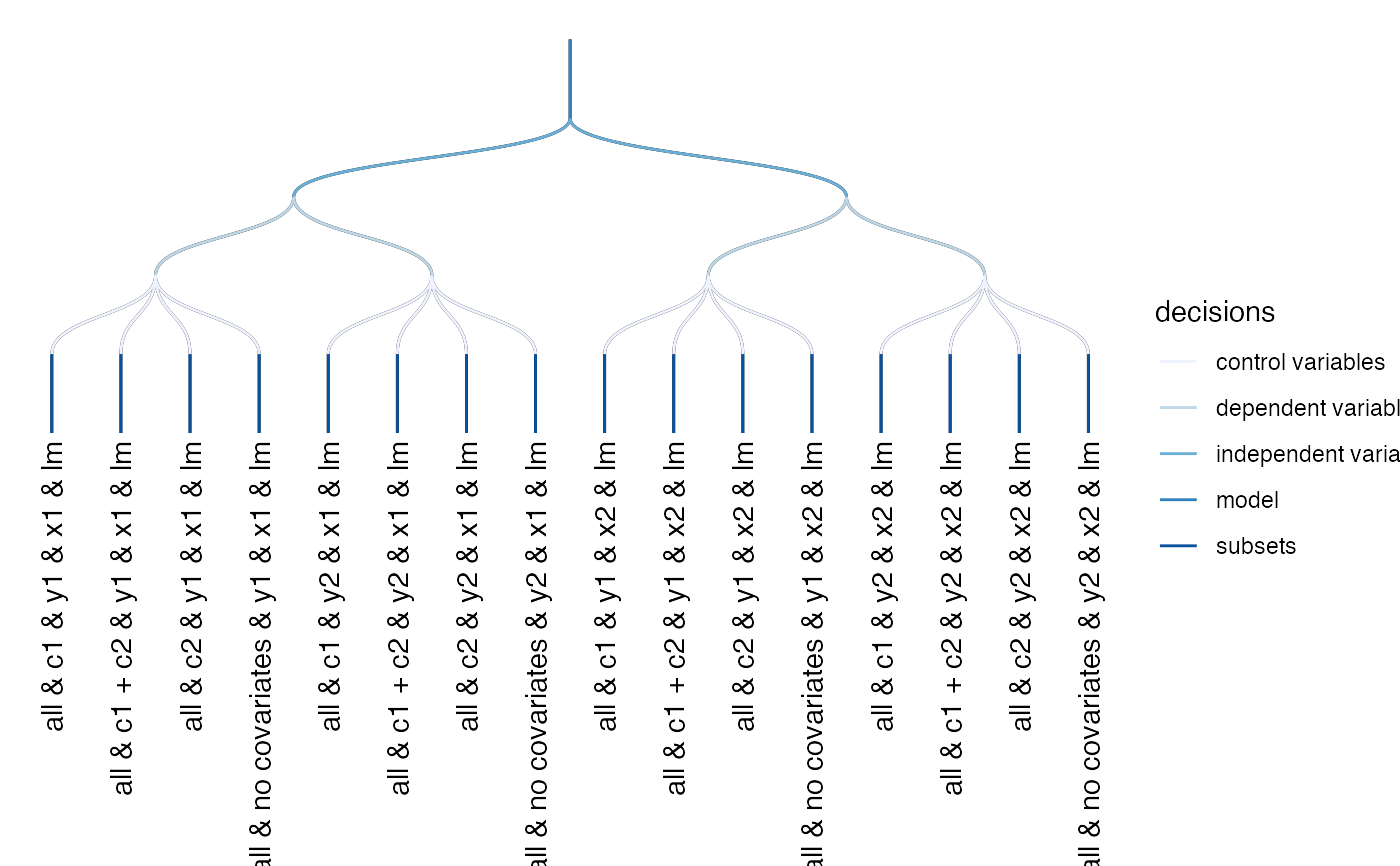 decisions
control variables
dependent variabl
independent varia
model
subsets
all & c1 & y1 & x1 & lm
all & c1 + c2 & y1 & x1 & lm
all & c2 & y1 & x1 & lm
all & no covariates & y1 & x1 & lm
all & c1 & y2 & x1 & lm
all & c1 + c2 & y2 & x1 & lm
all & c2 & y2 & x1 & lm
all & no covariates & y2 & x1 & lm
all & c1 & y1 & x2 & lm
all & c1 + c2 & y1 & x2 & lm
all & c2 & y1 & x2 & lm
all & no covariates & y1 & x2 & lm
all & c1 & y2 & x2 & lm
all & c1 + c2 & y2 & x2 & lm
all & c2 & y2 & x2 & lm
all & no covariates & y2 & x2 & lm